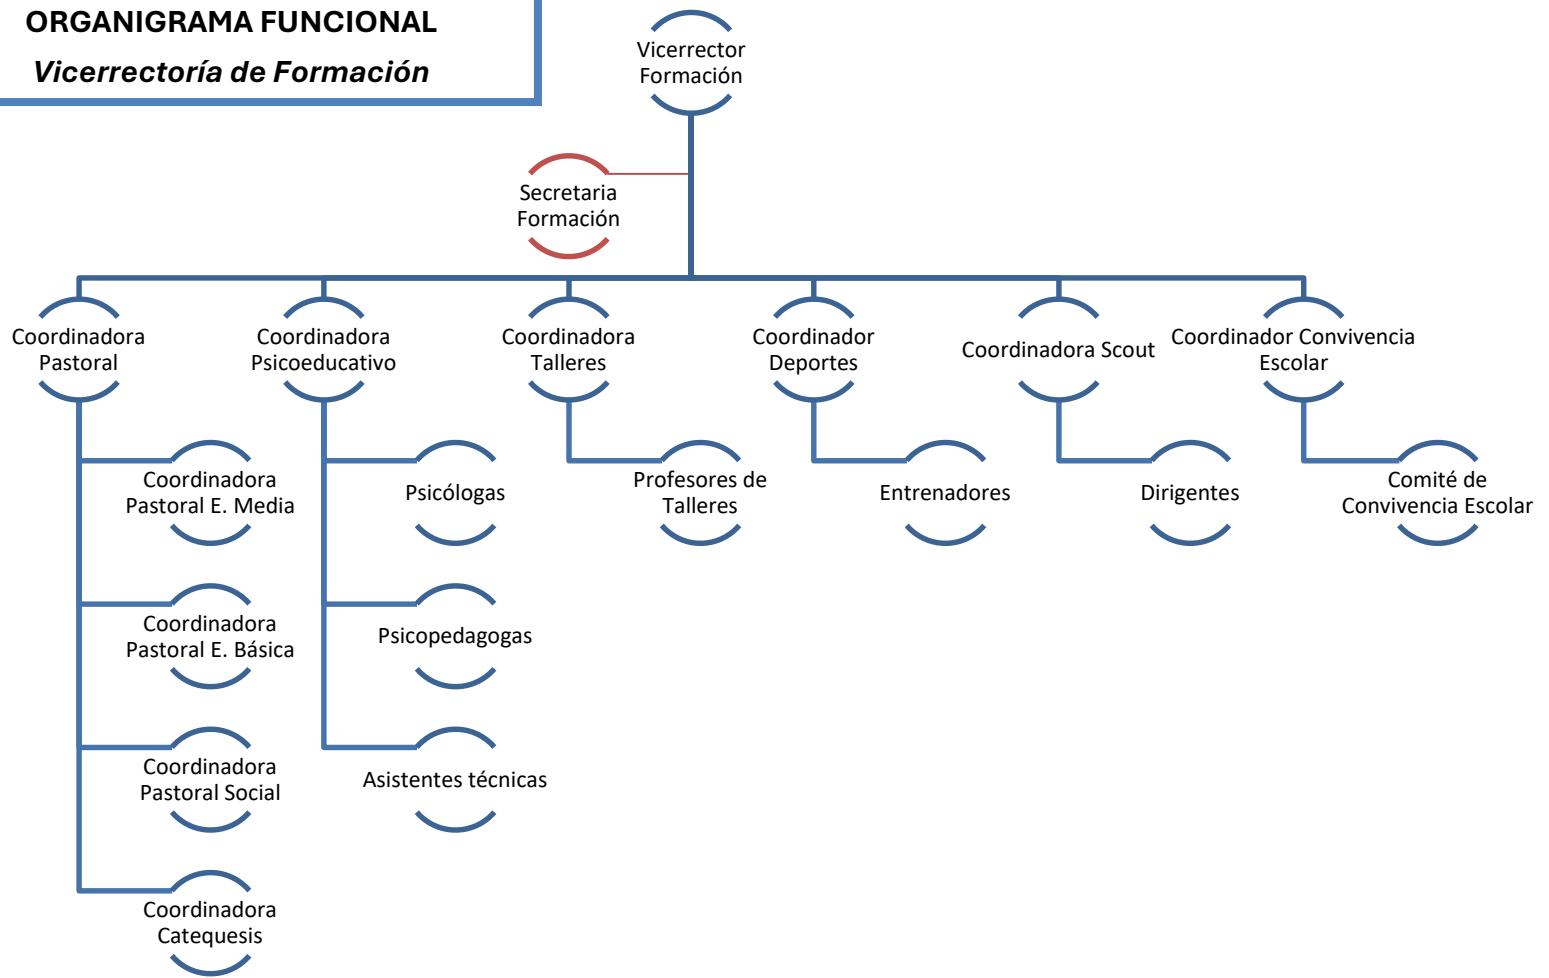 ORGANIGRAMA FUNCIONAL
Vicerrectoría de Formación
Vicerrector
Formación
Secretaria
Formación
Coordinadora
Pastoral
Coordinadora
Psicoeducativo
Coordinadora
Talleres
Coordinador
Deportes
Coordinadora Scout
Coordinador Convivencia
Escolar
Coordinadora
Pastoral E. Media
Psicólogas
Profesores de
Talleres
Entrenadores
Dirigentes
Comité de
Convivencia Escolar
Coordinadora
Pastoral E. Básica
Psicopedagogas
Coordinadora
Pastoral Social
Asistentes técnicas
Coordinadora
Catequesis